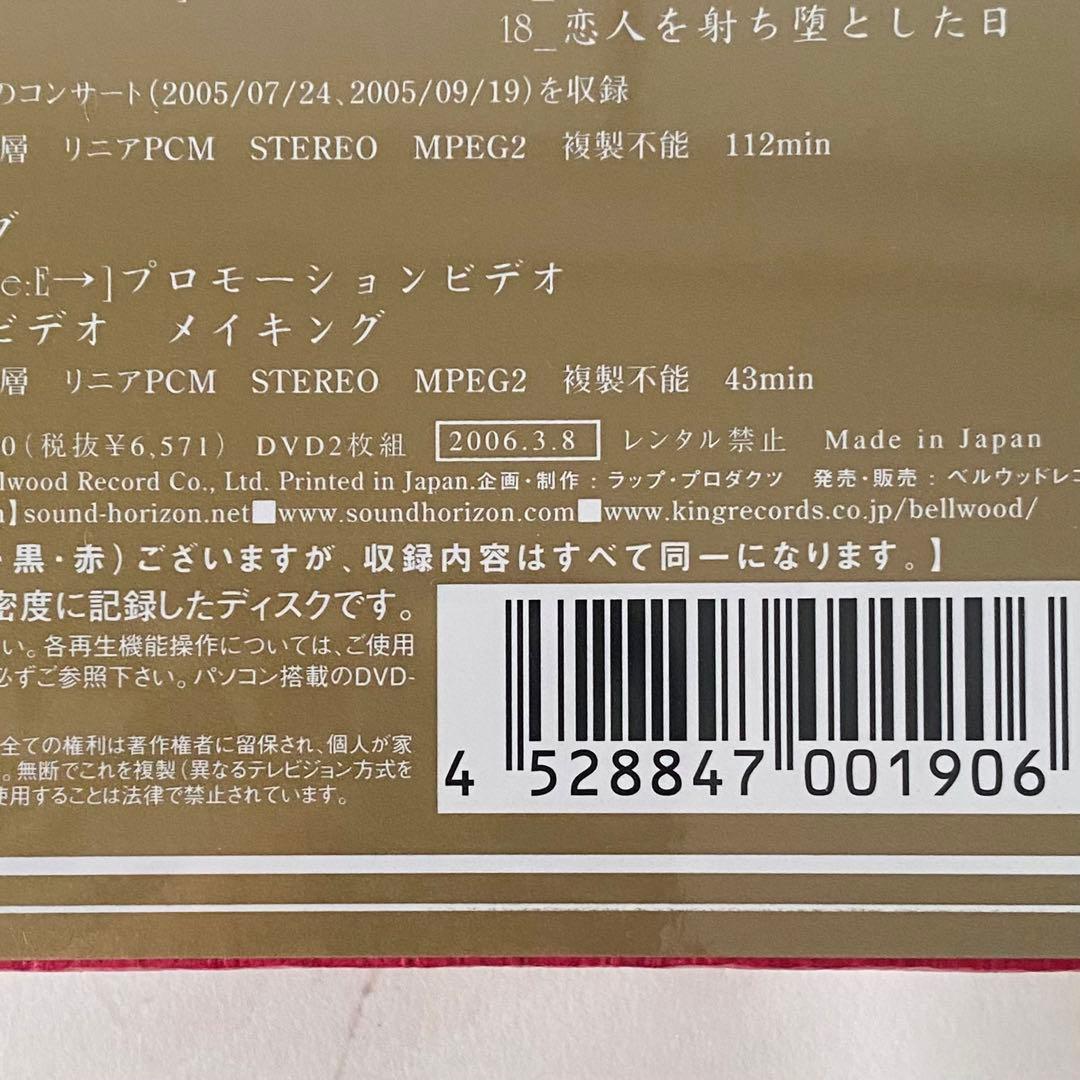 18_恋人を射ち堕とした日
のコンサート(2005/07/24、2005/09/19)を収録
層 リニアPCM STEREO MPEG2 複製不能 112min
グ
e:E→]プロモーションビデオ
ビデオ メイキング
層 リニアPCM STEREO MPEG2 複製不能 43min
0(税抜¥6,571) DVD2枚組 2006.3.8 レンタル禁止 Made in Japan
llwood Record Co., Ltd. Printed in Japan.企画・制作:ラップ・プロダクツ 発売・販売:ベルウッドレコ
】sound-horizon.net■www.soundhorizon.com■www.kingrecords.co.jp/bellwood/
・黒・赤)ございますが、収録内容はすべて同一になります。】
密度に記録したディスクです。
い。各再生機能操作については、ご使用
必ずご参照下さい。パソコン搭載のDVD-
全ての権利は著作権者に留保され、個人が家
。無断でこれを複製(異なるテレビジョン方式を
使用することは法律で禁止されています。
4 528847 001906